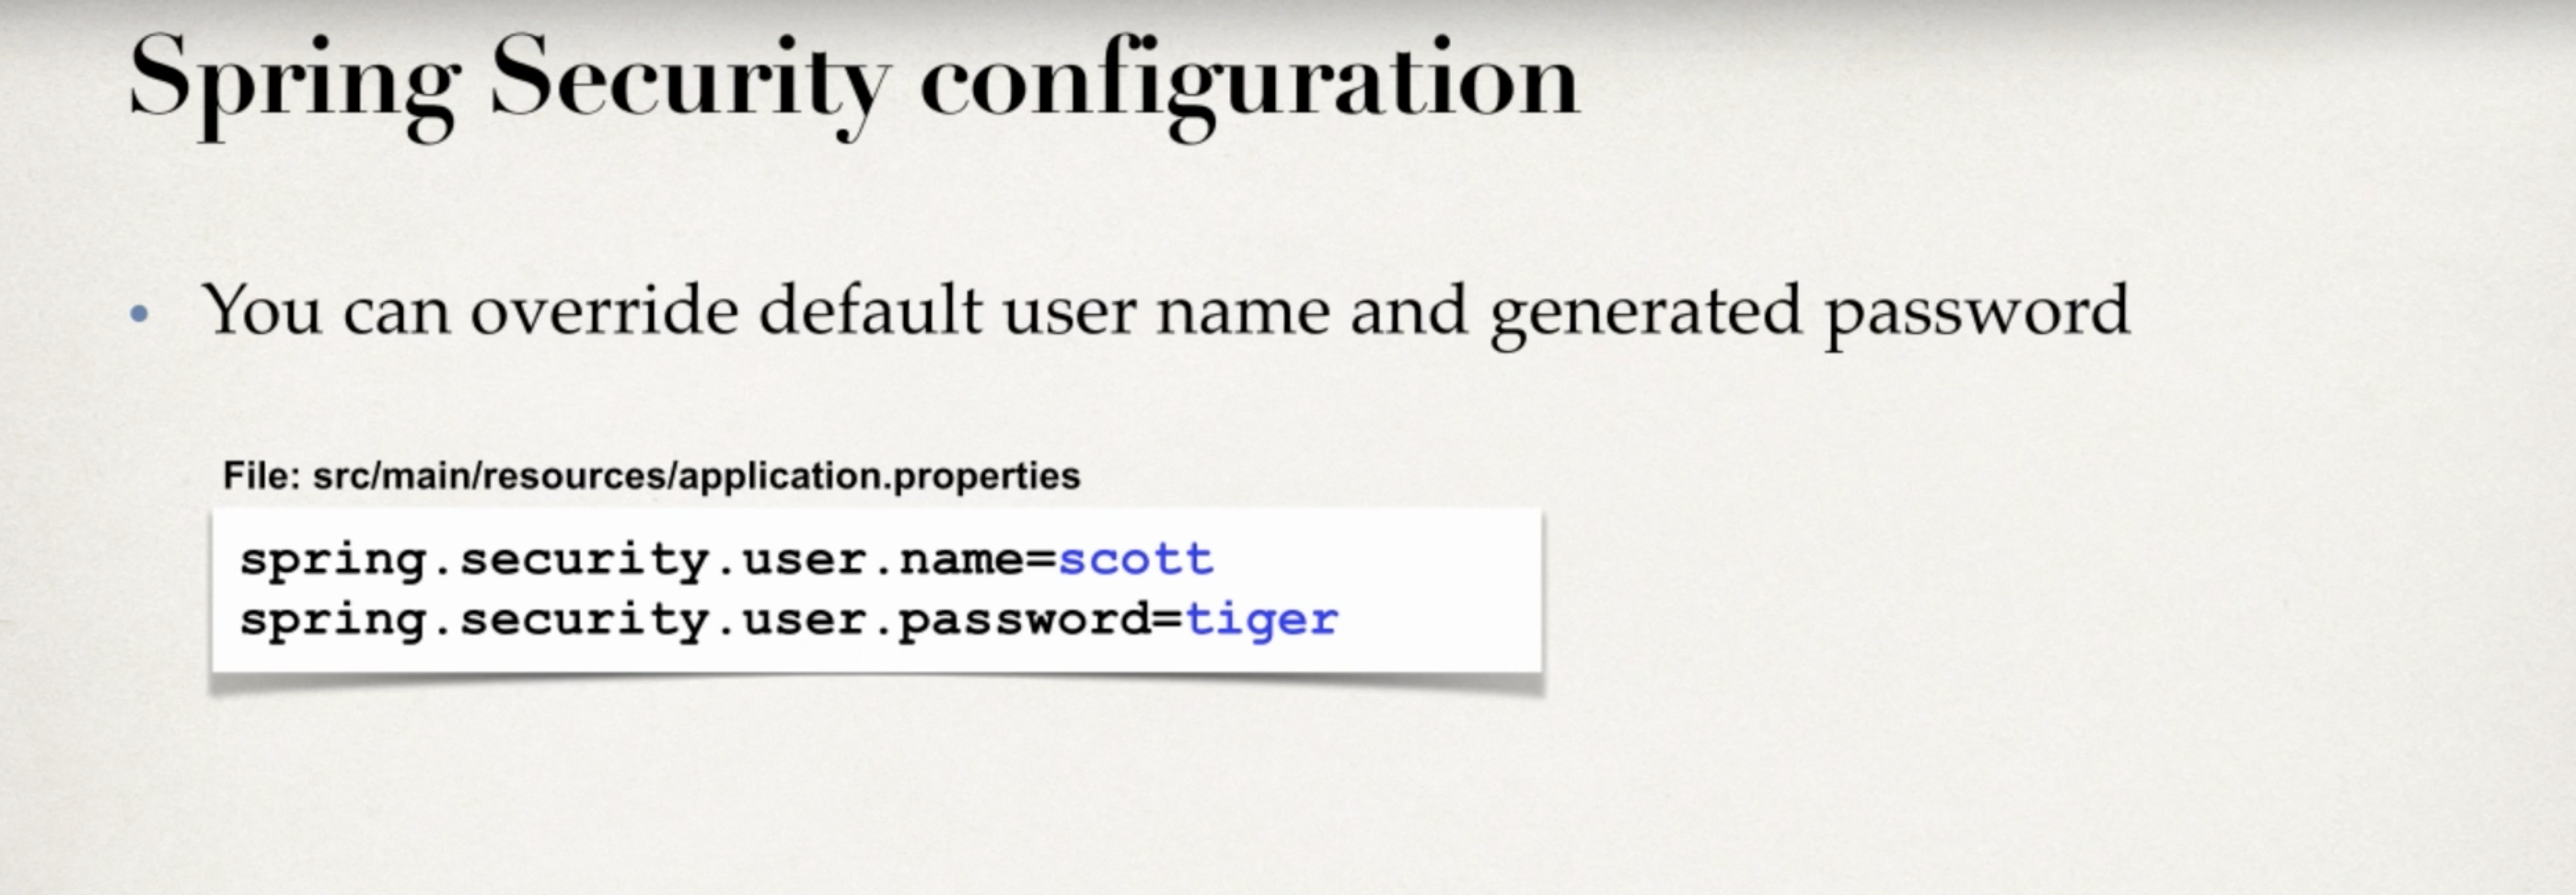 Spring Security configuration
• You can override default user name and generated password
File: src/main/resources/application.properties
spring.security.user.name=scott
spring.security.user.password=tiger